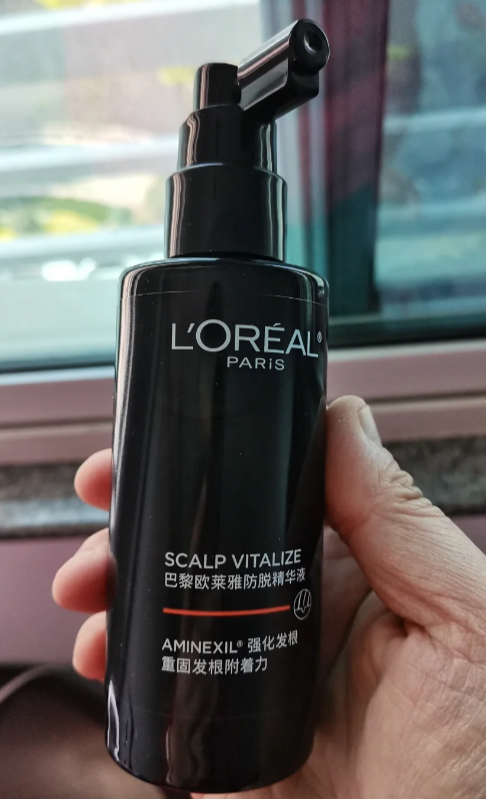 L'ORÉAL®
PARiS
SCALP VITALIZE
巴黎欧莱雅防脱精华液
AMINEXIL® 强化发根
重固发根附着力